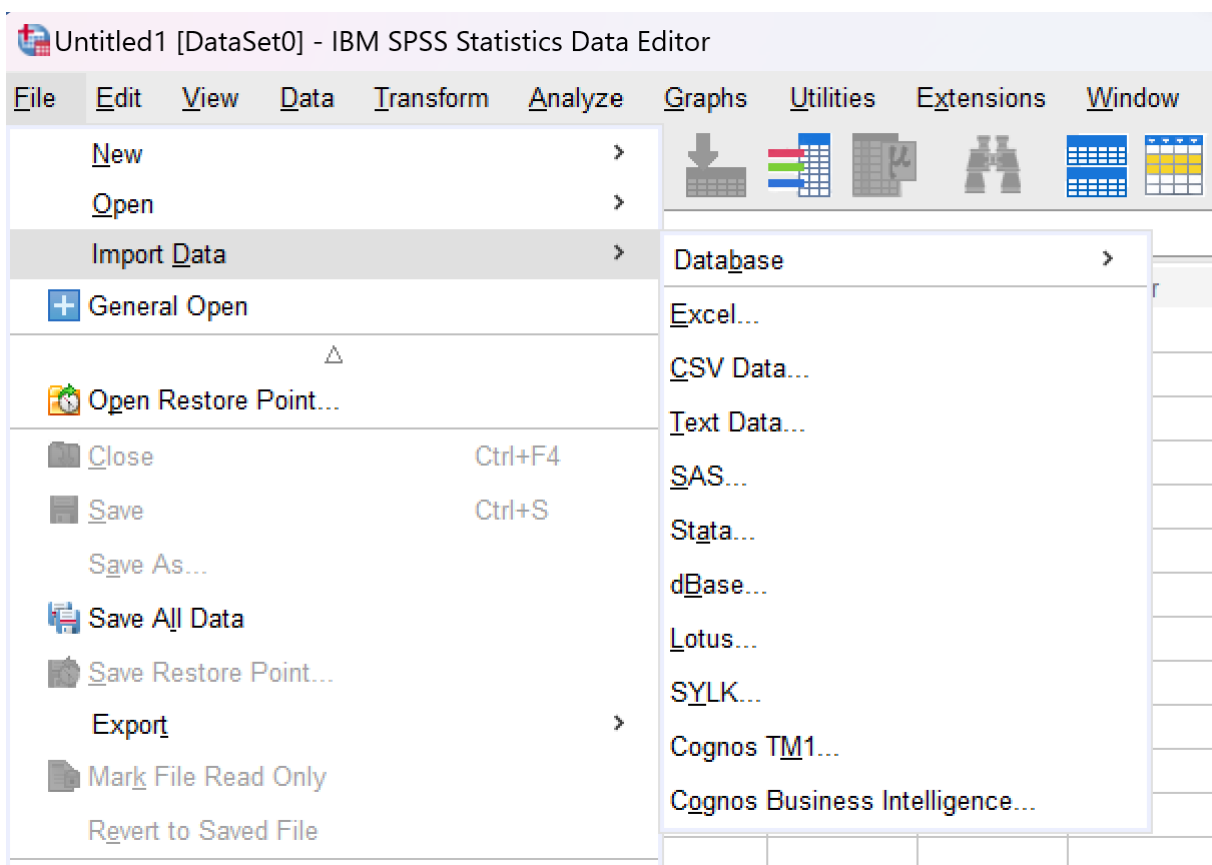 Untitled1 [DataSet0] - IBM SPSS Statistics Data Editor
File Edit View Data Transform Analyze Graphs Utilities Extensions Window
New
Open
Import Data
General Open
Open Restore Point...
Close Ctrl+F4
Save Ctrl+S
Save As...
Save All Data
Save Restore Point...
Export
Mark File Read Only
Revert to Saved File
Database
Excel...
CSV Data...
Text Data...
SAS...
Stata...
dBase...
Lotus...
SYLK...
Cognos TM1...
Cognos Business Intelligence...